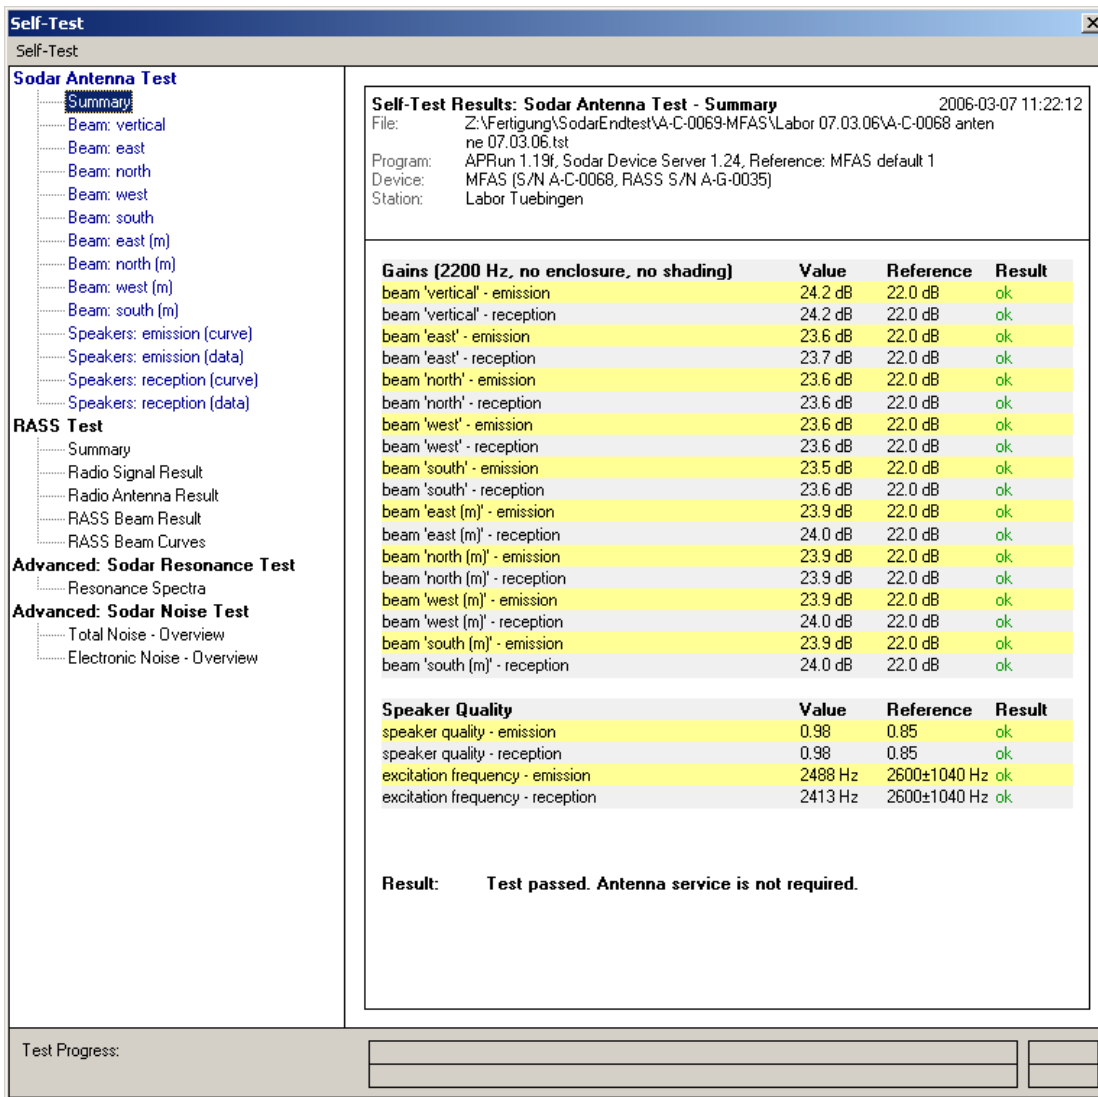 Self-Test
Self-Test
Sodar Antenna Test
Summary
Beam: vertical
Beam: east
Beam: north
Beam: west
Beam: south
Beam: east (m)
Beam: north (m)
Beam: west (m)
Beam: south (m)
Speakers: emission (curve)
Speakers: emission (data)
Speakers: reception (curve)
Speakers: reception (data)
RASS Test
Summary
Radio Signal Result
Radio Antenna Result
RASS Beam Result
RASS Beam Curves
Advanced: Sodar Resonance Test
Resonance Spectra
Advanced: Sodar Noise Test
Total Noise - Overview
Electronic Noise - Overview
Self-Test Results: Sodar Antenna Test - Summary 2006-03-07 11:22:12
File: Z:\Fertigung\SodarEndtest\A-C-0069-MFAS\Labor 07.03.06\A-C-0068 anten
ne 07.03.06.tst
Program: APRun 1.19f, Sodar Device Server 1.24, Reference: MFAS default 1
Device: MFAS (S/N A-C-0068, RASS S/N A-G-0035)
Station: Labor Tuebingen
Gains (2200 Hz, no enclosure, no shading) Value Reference Result
beam 'vertical' - emission 24.2 dB 22.0 dB ok
beam 'vertical' - reception 24.2 dB 22.0 dB ok
beam 'east' - emission 23.6 dB 22.0 dB ok
beam 'east' - reception 23.7 dB 22.0 dB ok
beam 'north' - emission 23.6 dB 22.0 dB ok
beam 'north' - reception 23.6 dB 22.0 dB ok
beam 'west' - emission 23.6 dB 22.0 dB ok
beam 'west' - reception 23.6 dB 22.0 dB ok
beam 'south' - emission 23.5 dB 22.0 dB ok
beam 'south' - reception 23.6 dB 22.0 dB ok
beam 'east (m)' - emission 23.9 dB 22.0 dB ok
beam 'east (m)' - reception 24.0 dB 22.0 dB ok
beam 'north (m)' - emission 23.9 dB 22.0 dB ok
beam 'north (m)' - reception 23.9 dB 22.0 dB ok
beam 'west (m)' - emission 23.9 dB 22.0 dB ok
beam 'west (m)' - reception 24.0 dB 22.0 dB ok
beam 'south (m)' - emission 23.9 dB 22.0 dB ok
beam 'south (m)' - reception 24.0 dB 22.0 dB ok
Speaker Quality Value Reference Result
speaker quality - emission 0.98 0.85 ok
speaker quality - reception 0.98 0.85 ok
excitation frequency - emission 2488 Hz 2600±1040 Hz ok
excitation frequency - reception 2413 Hz 2600±1040 Hz ok
Result: Test passed. Antenna service is not required.
Test Progress: